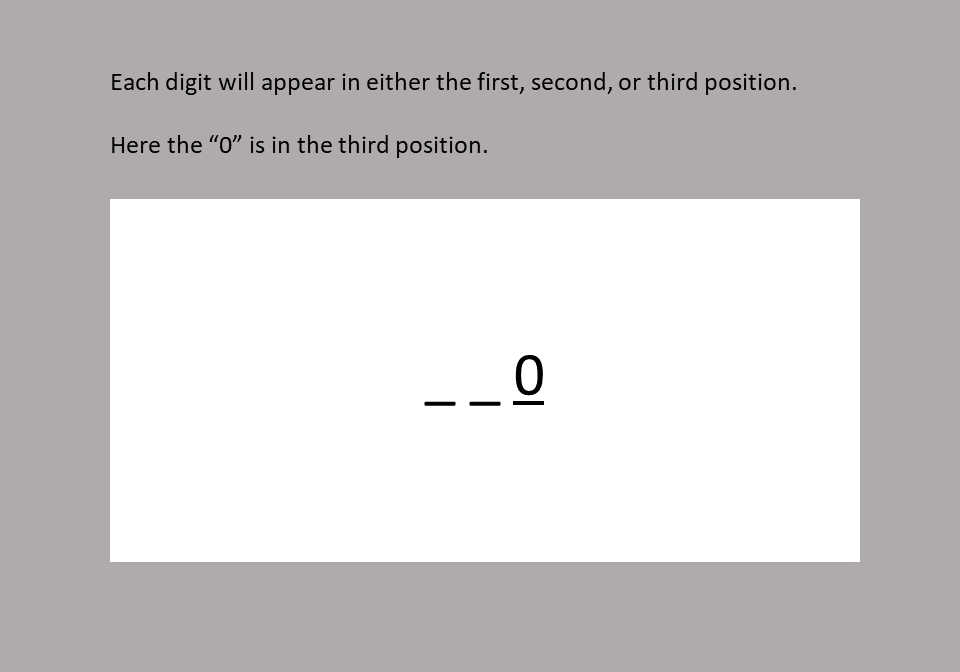 Each digit will appear in either the first, second, or third position.
Here the “0” is in the third position.
_ _ 0